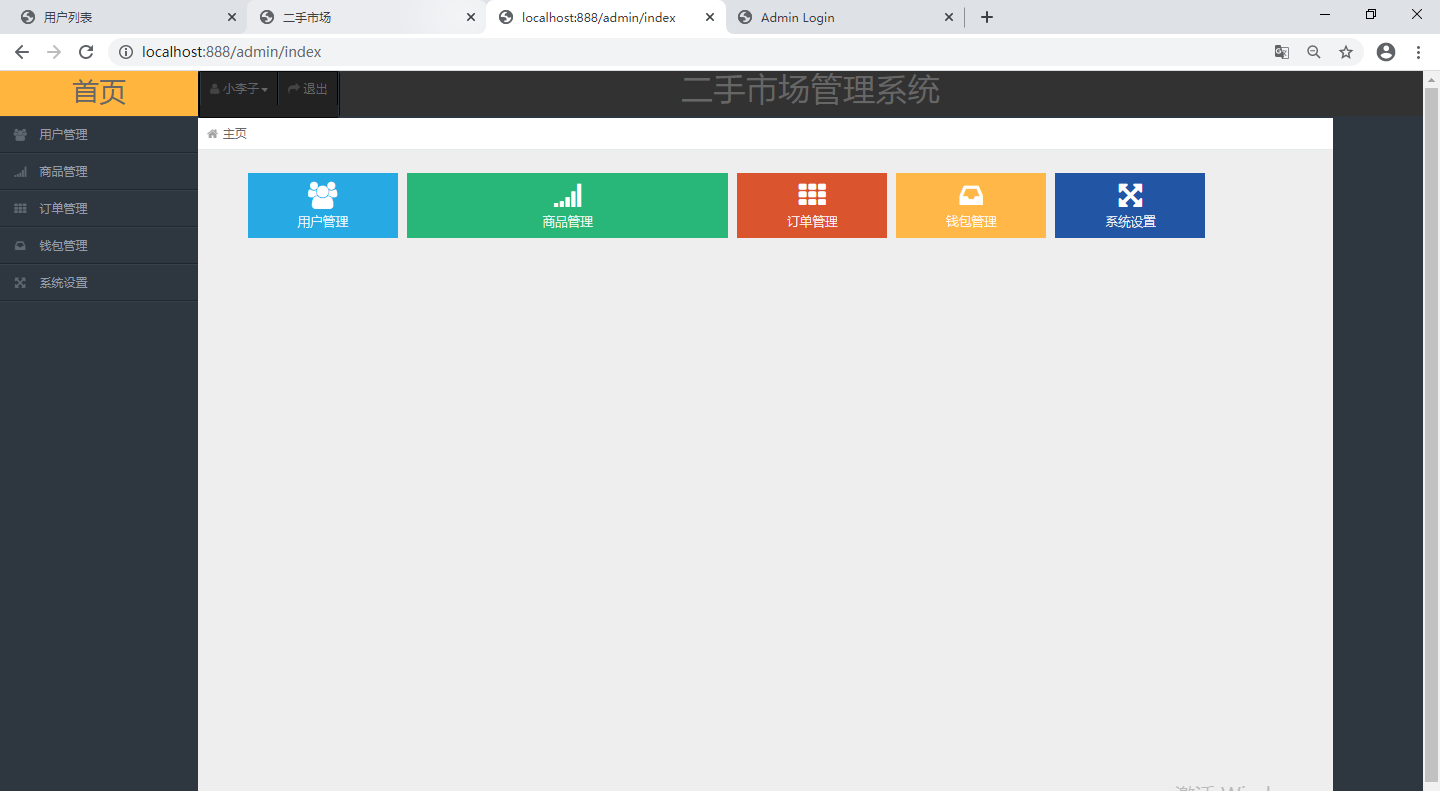 用户列表
二手市场
localhost:888/admin/index
Admin Login
localhost:888/admin/index
首页
小李子
退出
二手市场管理系统
用户管理
商品管理
订单管理
钱包管理
系统设置
主页
用户管理
商品管理
订单管理
钱包管理
系统设置